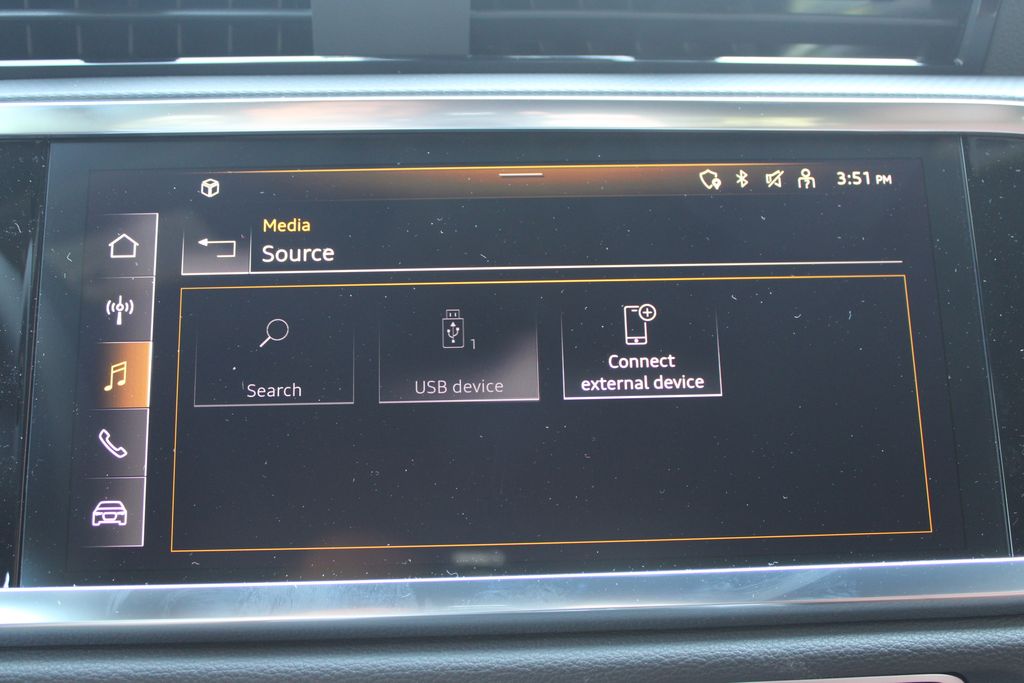 3:51 PM
Media
Source
1
Search
USB device
Connect
external device